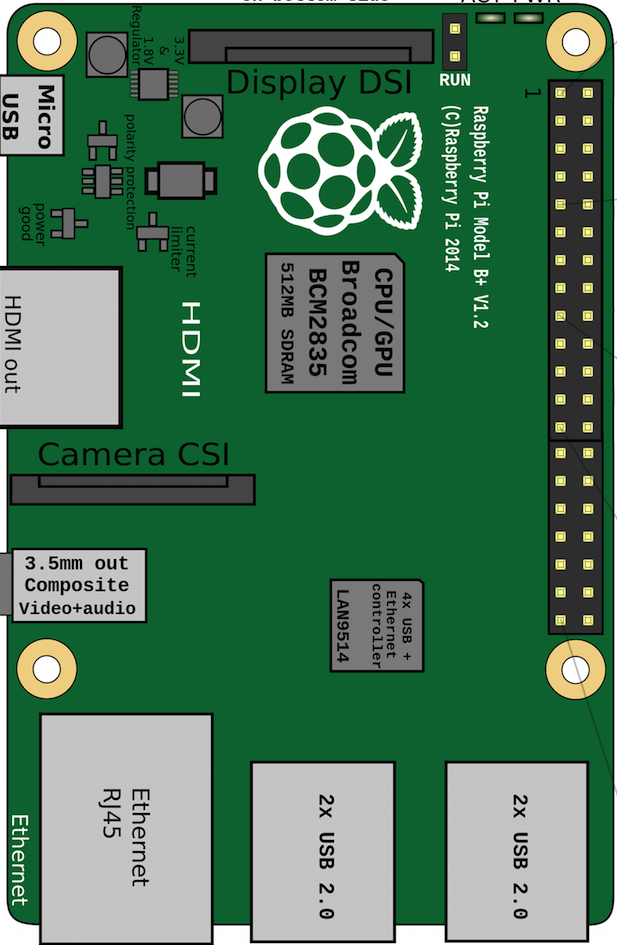 Regulator
1.8V
&
3.3V
Display DSI
RUN
1
Micro
USB
polarity protection
power
good
current
limiter
Raspberry Pi Model B+ V1.2
(C)Raspberry Pi 2014
HDMI out
HDMI
CPU/GPU
Broadcom
BCM2835
512MB SDRAM
Camera CSI
3.5mm out
Composite
Video+audio
4x USB +
Ethernet
controller
LAN9514
Ethernet
Ethernet
RJ45
2x USB 2.0
2x USB 2.0